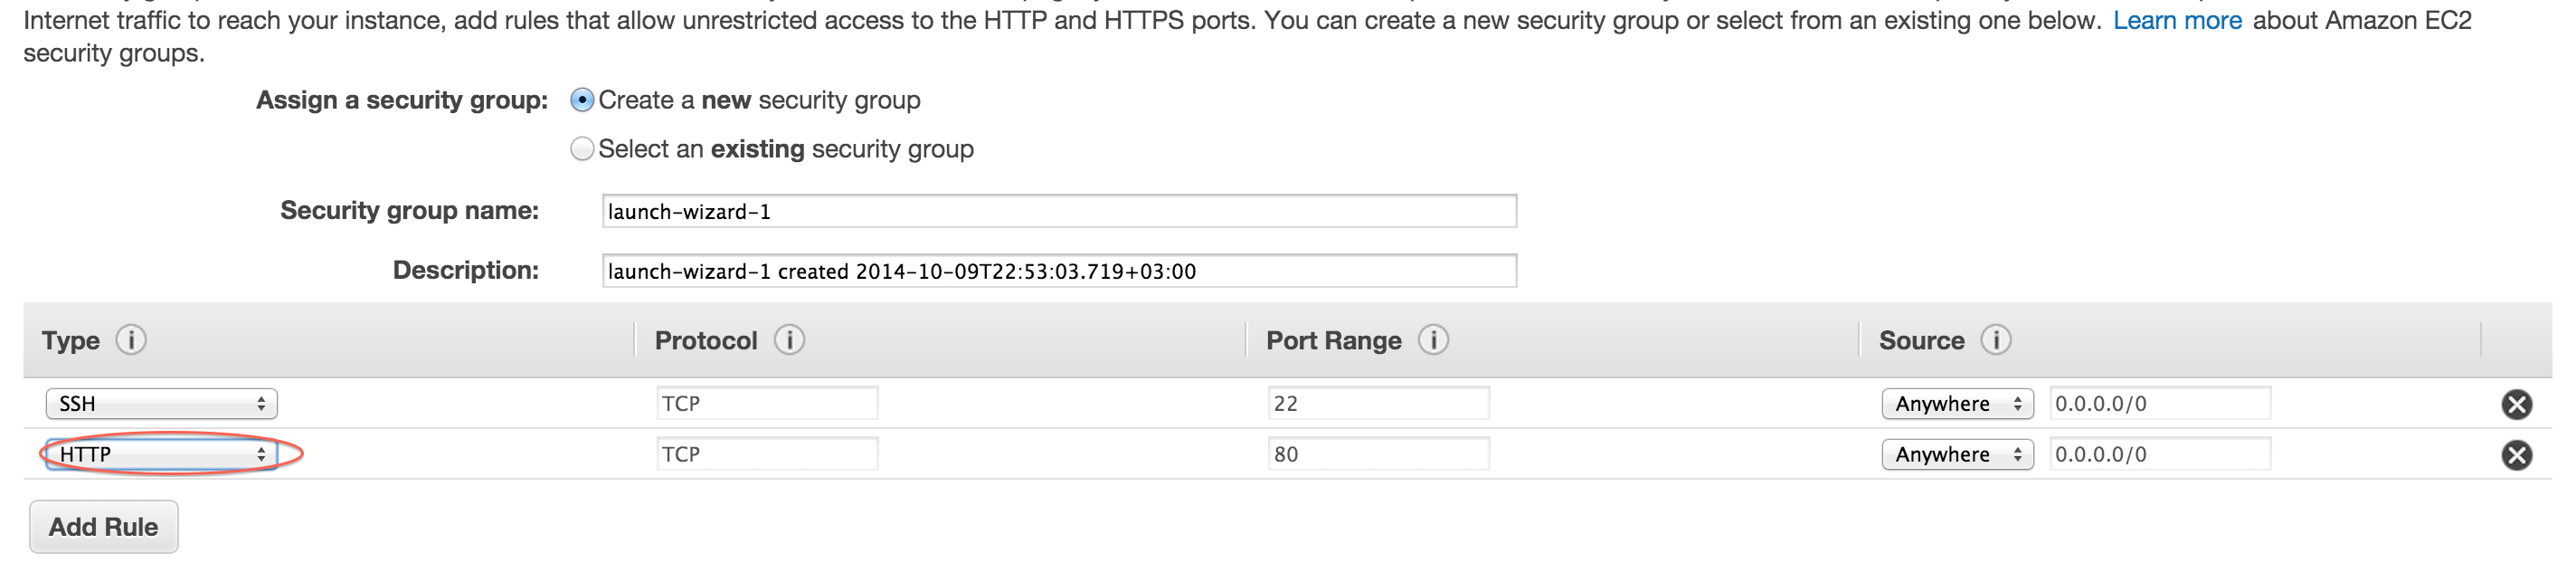 Internet traffic to reach your instance, add rules that allow unrestricted access to the HTTP and HTTPS ports. You can create a new security group or select from an existing one below. Learn more about Amazon EC2
security groups.
Assign a security group: Create a new security group
Select an existing security group
Security group name: launch-wizard-1
Description: launch-wizard-1 created 2014-10-09T22:53:03.719+03:00
Type i Protocol i Port Range i Source i
SSH TCP 22 Anywhere 0.0.0.0/0
HTTP TCP 80 Anywhere 0.0.0.0/0
Add Rule